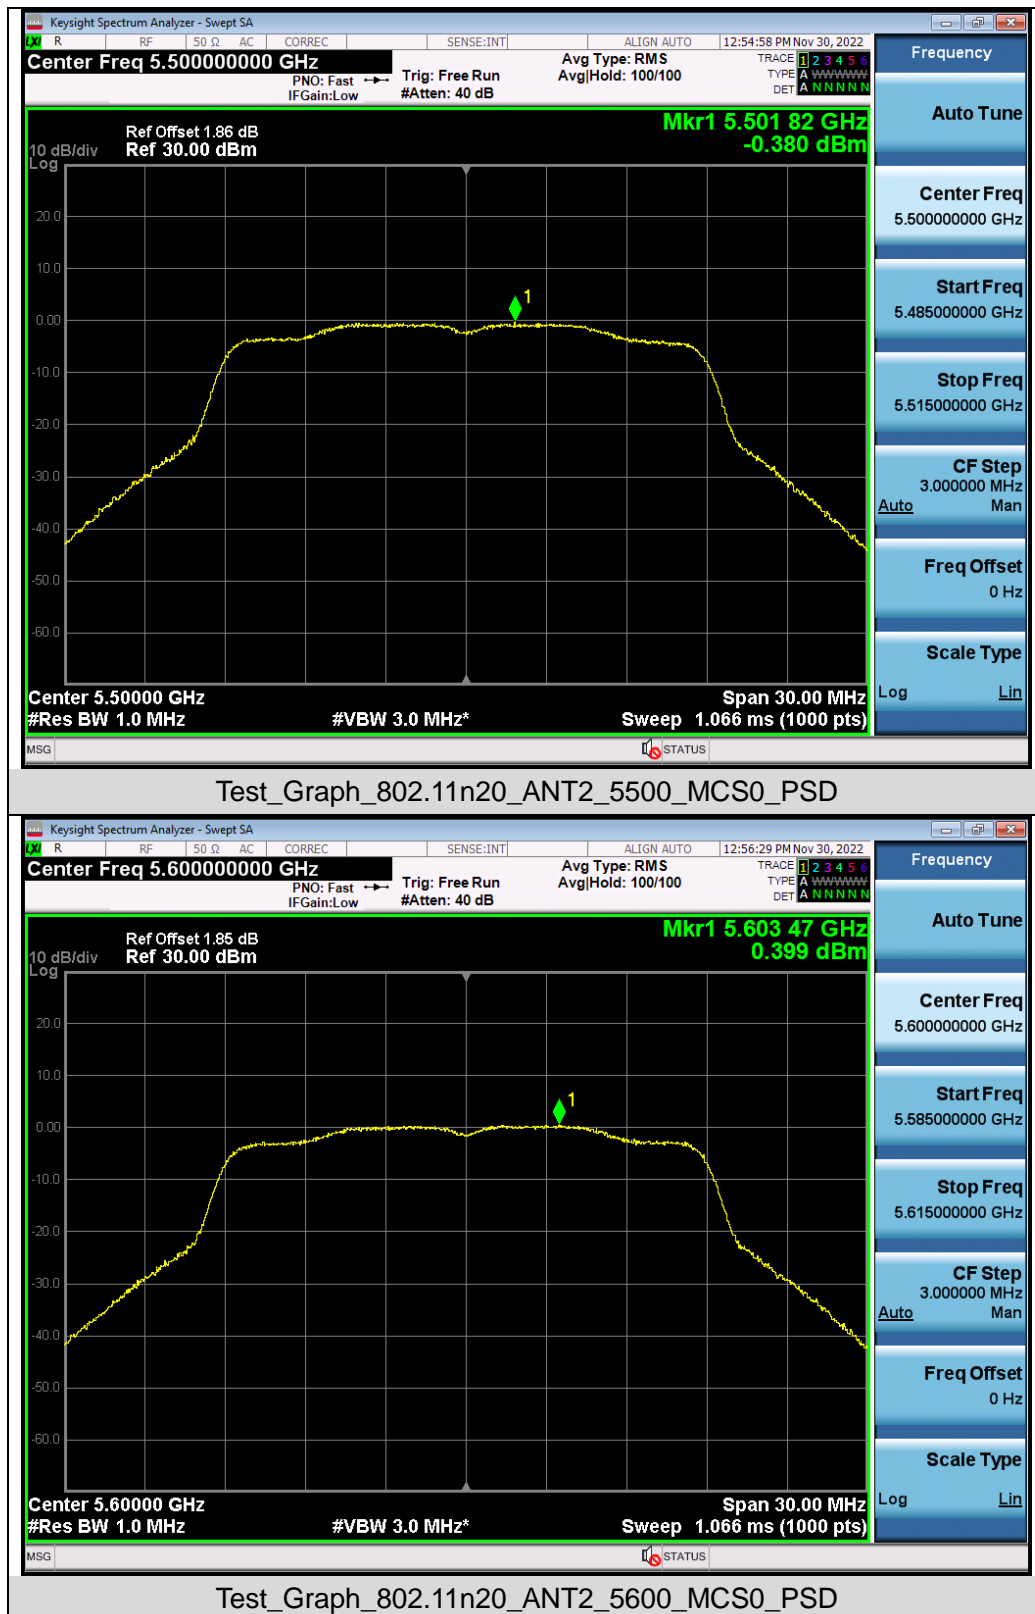 Keysight Spectrum Analyzer - Swept SA
LXI R RF 50 Ω AC CORREC SENSE:INT ALIGN AUTO 12:54:58 PM Nov 30, 2022
Center Freq 5.500000000 GHz
PNO: Fast
IFGain:Low
Trig: Free Run
#Atten: 40 dB
Avg Type: RMS
Avg|Hold: 100/100
TRACE 1 2 3 4 5 6
TYPE A WWWWW
DET A N N N N N
Ref Offset 1.86 dB
10 dB/div Ref 30.00 dBm
Log
Mkr1 5.501 82 GHz
-0.380 dBm
20.0
10.0
1
0.00
-10.0
-20.0
-30.0
-40.0
-50.0
-60.0
Center 5.50000 GHz Span 30.00 MHz
#Res BW 1.0 MHz #VBW 3.0 MHz* Sweep 1.066 ms (1000 pts)
MSG STATUS
Frequency
Auto Tune
Center Freq
5.500000000 GHz
Start Freq
5.485000000 GHz
Stop Freq
5.515000000 GHz
CF Step
3.000000 MHz
Auto Man
Freq Offset
0 Hz
Scale Type
Log Lin
Test_Graph_802.11n20_ANT2_5500_MCS0_PSD
Keysight Spectrum Analyzer - Swept SA
LXI R RF 50 Ω AC CORREC SENSE:INT ALIGN AUTO 12:56:29 PM Nov 30, 2022
Center Freq 5.600000000 GHz
PNO: Fast
IFGain:Low
Trig: Free Run
#Atten: 40 dB
Avg Type: RMS
Avg|Hold: 100/100
TRACE 1 2 3 4 5 6
TYPE A WWWWW
DET A N N N N N
Ref Offset 1.85 dB
10 dB/div Ref 30.00 dBm
Log
Mkr1 5.603 47 GHz
0.399 dBm
20.0
10.0
1
0.00
-10.0
-20.0
-30.0
-40.0
-50.0
-60.0
Center 5.60000 GHz Span 30.00 MHz
#Res BW 1.0 MHz #VBW 3.0 MHz* Sweep 1.066 ms (1000 pts)
MSG STATUS
Frequency
Auto Tune
Center Freq
5.600000000 GHz
Start Freq
5.585000000 GHz
Stop Freq
5.615000000 GHz
CF Step
3.000000 MHz
Auto Man
Freq Offset
0 Hz
Scale Type
Log Lin
Test_Graph_802.11n20_ANT2_5600_MCS0_PSD